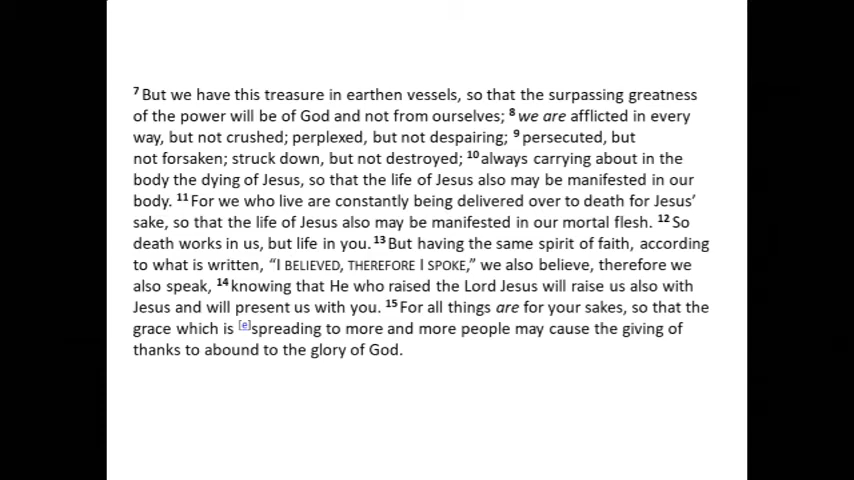 7 But we have this treasure in earthen vessels, so that the surpassing greatness
of the power will be of God and not from ourselves; 8 we are afflicted in every
way, but not crushed; perplexed, but not despairing; 9 persecuted, but
not forsaken; struck down, but not destroyed; 10 always carrying about in the
body the dying of Jesus, so that the life of Jesus also may be manifested in our
body. 11 For we who live are constantly being delivered over to death for Jesus’
sake, so that the life of Jesus also may be manifested in our mortal flesh. 12 So
death works in us, but life in you. 13 But having the same spirit of faith, according
to what is written, “I BELIEVED, THEREFORE I SPOKE,” we also believe, therefore we
also speak, 14 knowing that He who raised the Lord Jesus will raise us also with
Jesus and will present us with you. 15 For all things are for your sakes, so that the
grace which is [e]spreading to more and more people may cause the giving of
thanks to abound to the glory of God.